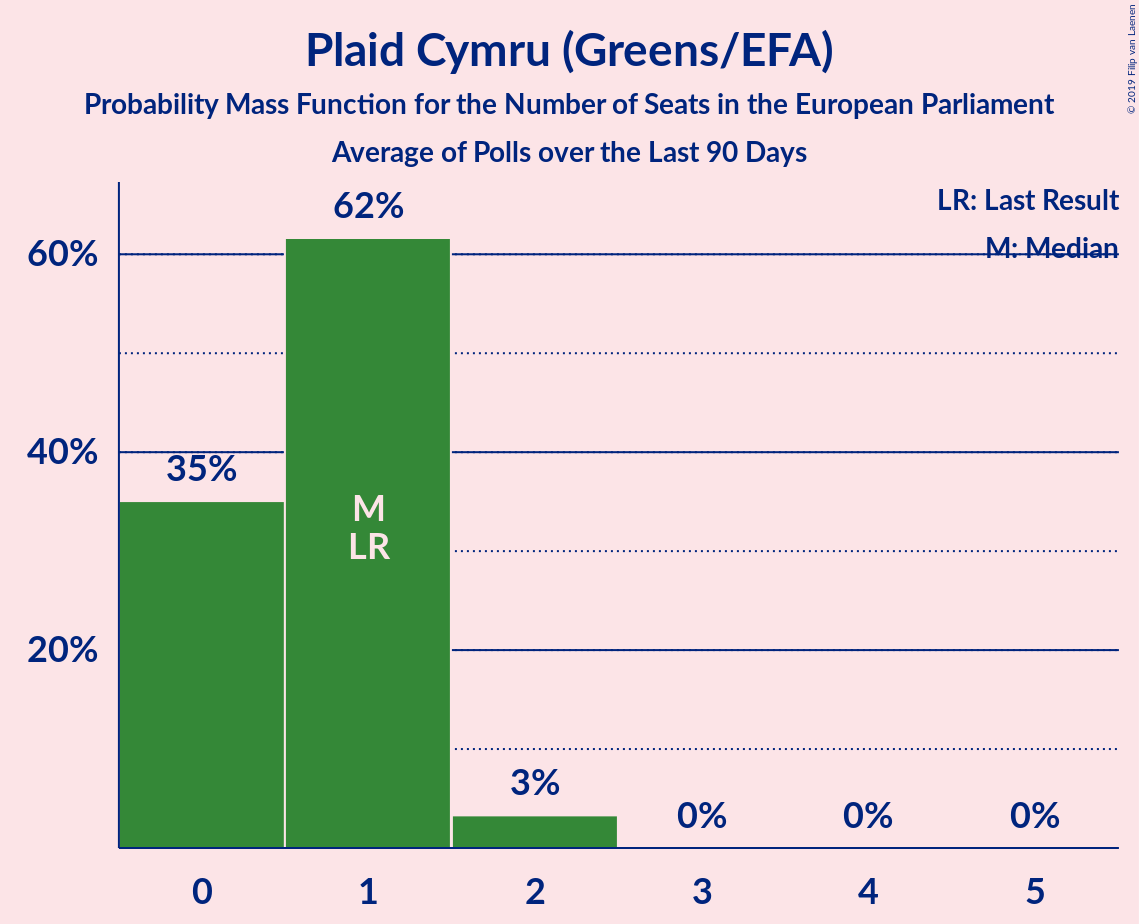 Plaid Cymru (Greens/EFA)
Probability Mass Function for the Number of Seats in the European Parliament
Average of Polls over the Last 90 Days
© 2019 Filip van Laenen
LR: Last Result
M: Median
62%
60%
40%
35%
M
LR
20%
3%
0%
0%
0%
0
1
2
3
4
5